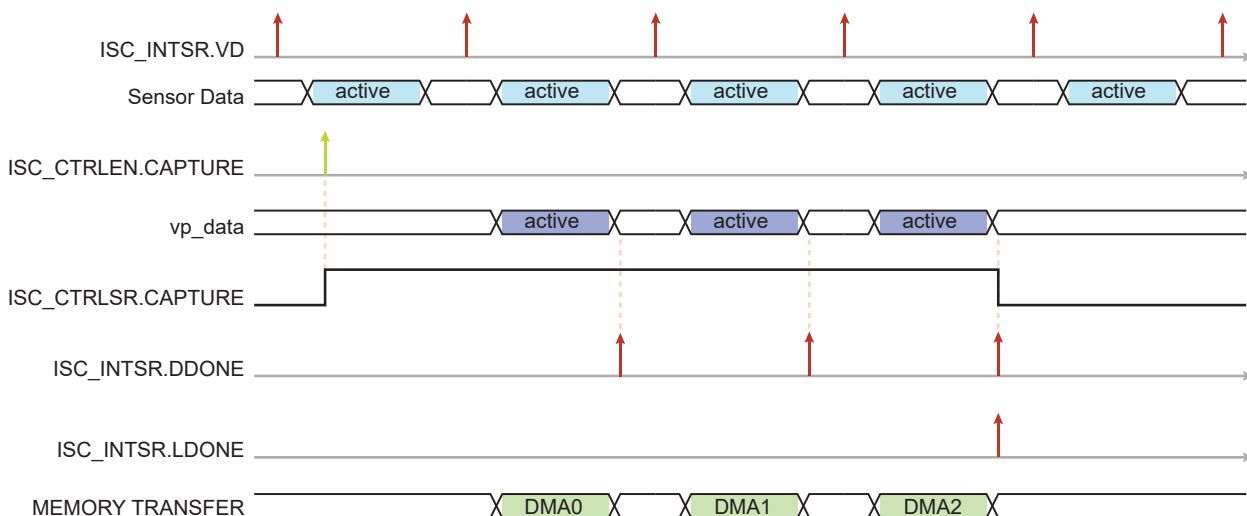 ISC_INTSR.VD
Sensor Data active active active active active
ISC_CTRLEN.CAPTURE
vp_data active active active
ISC_CTRLSR.CAPTURE
ISC_INTSR.DDONE
ISC_INTSR.LDONE
MEMORY TRANSFER DMA0 DMA1 DMA2